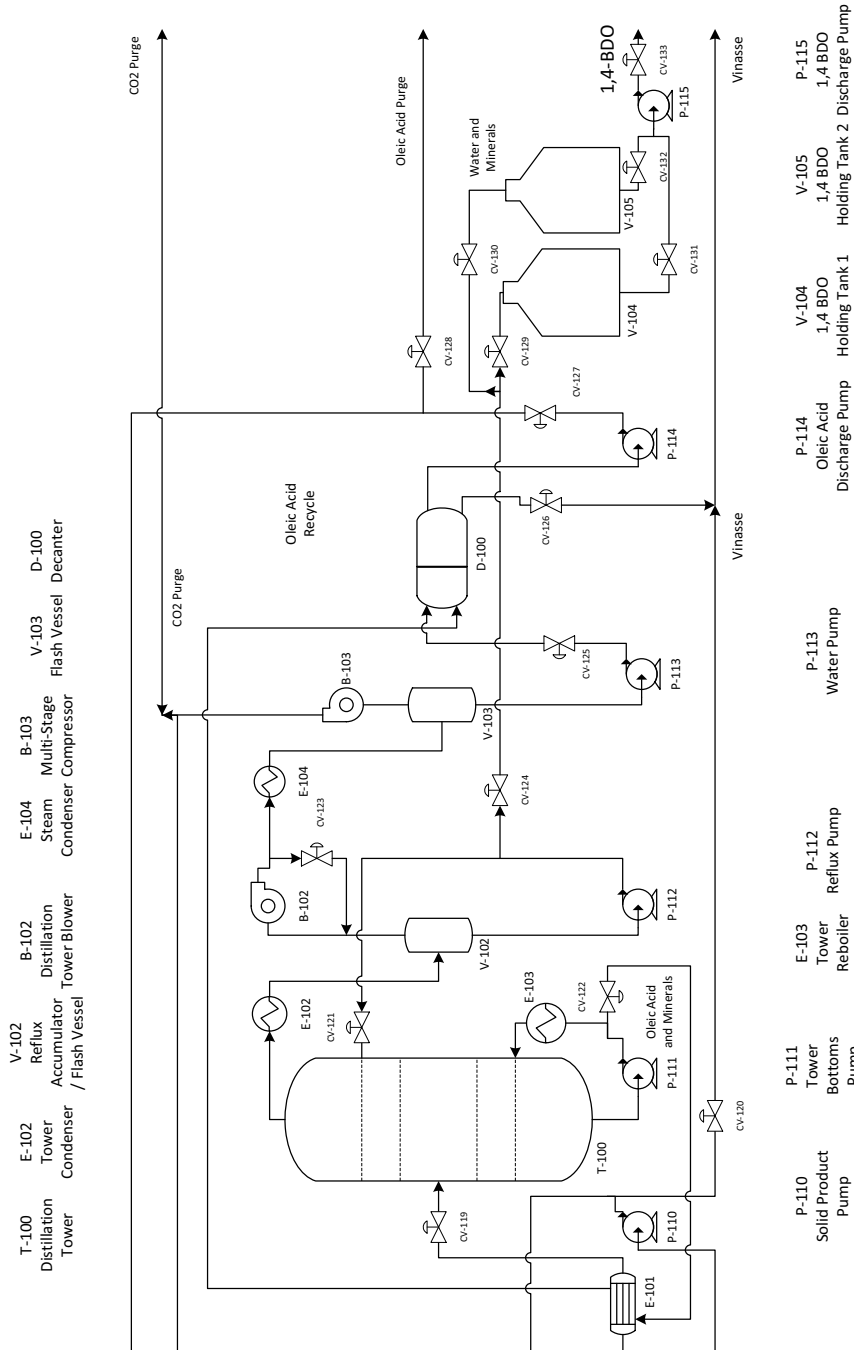 T-100
Distillation
Tower
E-102
Tower
Condenser
V-102
Reflux
Accumulator
/ Flash Vessel
B-102
Distillation
Tower Blower
E-104
Steam
Condenser
B-103
Multi-Stage
Compressor
V-103
Flash Vessel
D-100
Decanter
CO2 Purge
CO2 Purge
Oleic Acid Purge
Oleic Acid
Recycle
Water and
Minerals
1,4-BDO
Vinasse
Vinasse
Oleic Acid
and Minerals
E-101
P-110
CV-119
CV-120
T-100
P-111
CV-121
CV-122
E-102
E-103
V-102
B-102
P-112
CV-123
CV-124
E-104
V-103
B-103
P-113
CV-125
D-100
CV-126
P-114
CV-127
CV-128
CV-129
CV-130
V-104
V-105
CV-131
CV-132
P-115
CV-133
P-110
Solid Product
Pump
P-111
Tower
Bottoms
Pump
E-103
Tower
Reboiler
P-112
Reflux Pump
P-113
Water Pump
P-114
Oleic Acid
Discharge Pump
V-104
1,4 BDO
Holding Tank 1
V-105
1,4 BDO
Holding Tank 2
P-115
1,4 BDO
Discharge Pump